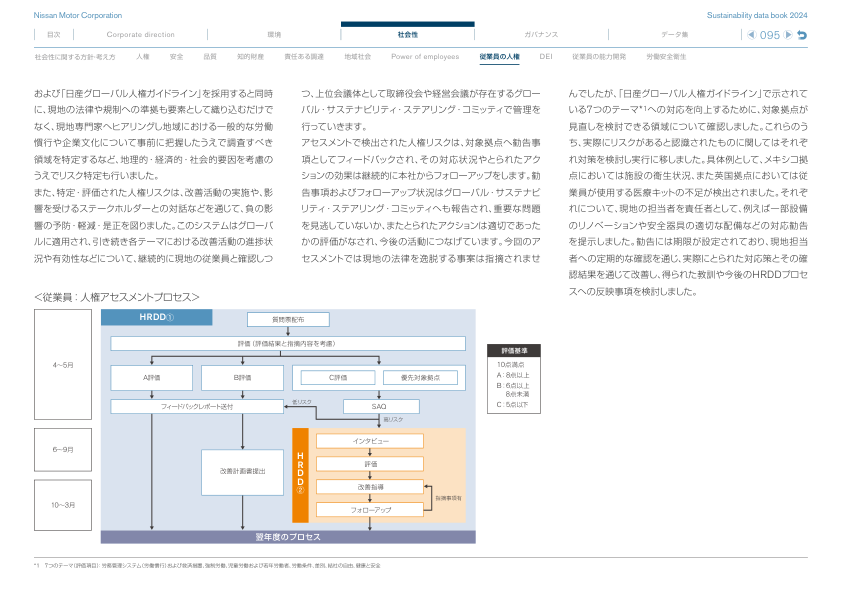 Nissan Motor Corporation
Sustainability data book 2024
目次
Corporate direction
環境
社会性
ガバナンス
データ集
095
社会性に関する方針・考え方
人権
安全
品質
知的財産
責任ある調達
地域社会
Power of employees
従業員の人権
DEI
従業員の能力開発
労働安全衛生
および「日産グローバル人権ガイドライン」を採用すると同時
に、現地の法律や規制への準拠も要素として織り込むだけで
なく、現地専門家へヒアリングし地域における一般的な労働
慣行や企業文化について事前に把握したうえで調査すべき
領域を特定するなど、地理的・経済的・社会的要因を考慮の
うえでリスク特定も行いました。
また、特定・評価された人権リスクは、改善活動の実施や、影
響を受けるステークホルダーとの対話などを通じて、負の影
響の予防・軽減・是正を図りました。このシステムはグローバ
ルに適用され、引き続き各テーマにおける改善活動の進捗状
況や有効性などについて、継続的に現地の従業員と確認しつ
つ、上位会議体として取締役会や経営会議が存在するグロー
バル・サステナビリティ・ステアリング・コミッティで管理を
行っていきます。
アセスメントで検出された人権リスクは、対象拠点へ勧告事
項としてフィードバックされ、その対応状況やとられたアク
ションの効果は継続的に本社からフォローアップをします。勧
告事項およびフォローアップ状況はグローバル・サステナビ
リティ・ステアリング・コミッティへも報告され、重要な問題
を見逃していないか、またとられたアクションは適切であった
かの評価がなされ、今後の活動につなげています。今回のア
セスメントでは現地の法律を逸脱する事案は指摘されませ
んでしたが、「日産グローバル人権ガイドライン」で示されて
いる7つのテーマ*1への対応を向上するために、対象拠点が
見直しを検討できる領域について確認しました。これらのう
ち、実際にリスクがあると認識されたものに関してはそれぞ
れ対策を検討し実行に移しました。具体例として、メキシコ拠
点においては施設の衛生状況、また英国拠点においては従
業員が使用する医療キットの不足が検出されました。それぞ
れについて、現地の担当者を責任者として、例えば一部設備
のリノベーションや安全器具の適切な配備などの対応勧告
を提示しました。勧告には期限が設定されており、現地担当
者への定期的な確認を通じ、実際にとられた対応策とその確
認結果を通じて改善し、得られた教訓や今後のHRDDプロセ
スへの反映事項を検討しました。
＜従業員：人権アセスメントプロセス＞
4～5月
6～9月
10～3月
HRDD①
質問票配布
評価（評価結果と指摘内容を考慮）
A評価
B評価
C評価
優先対象拠点
フィードバックレポート送付
低リスク
SAQ
高リスク
改善計画書提出
HRDD②
インタビュー
評価
改善指導
フォローアップ
指摘事項有
翌年度のプロセス
評価基準
10点満点
A：8点以上
B：6点以上
8点未満
C：5点以下
*1 7つのテーマ(評価項目)：労務管理システム(労働慣行)および救済措置、強制労働、児童労働および若年労働者、労働条件、差別、結社の自由、健康と安全